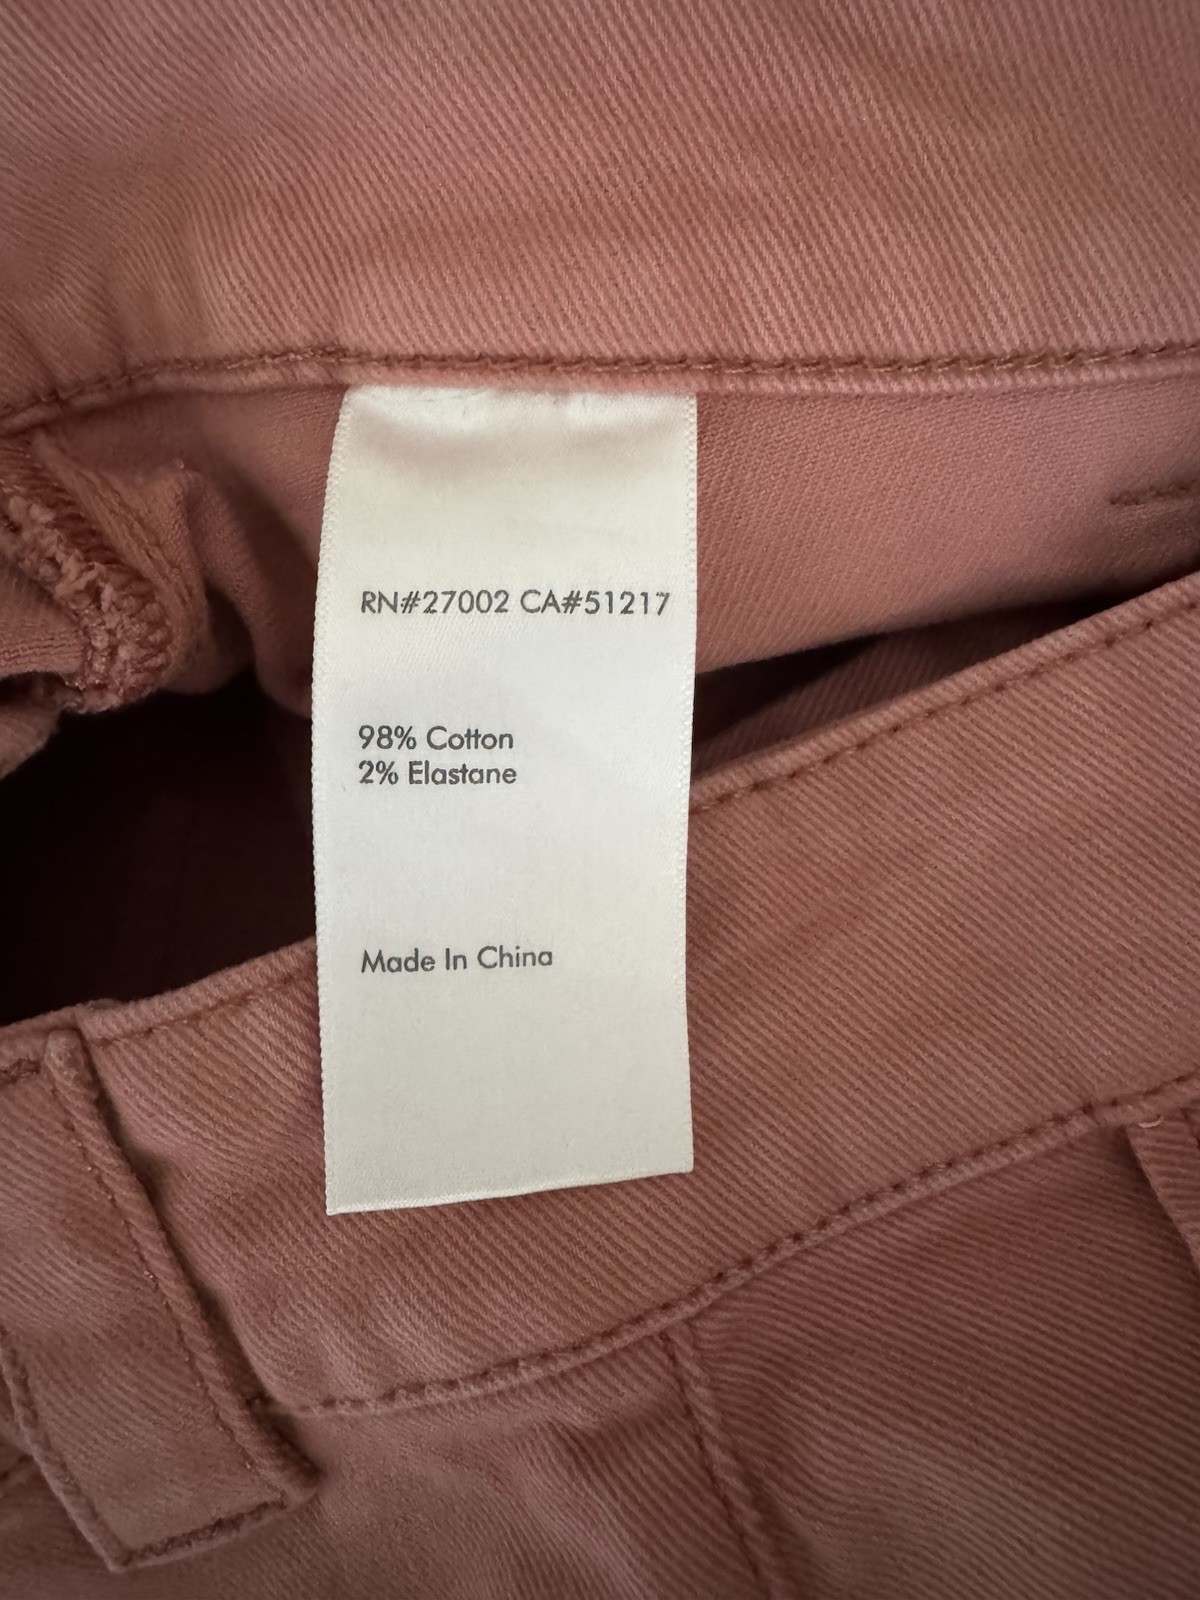 RN#27002 CA#51217
98% Cotton
2% Elastane
Made In China